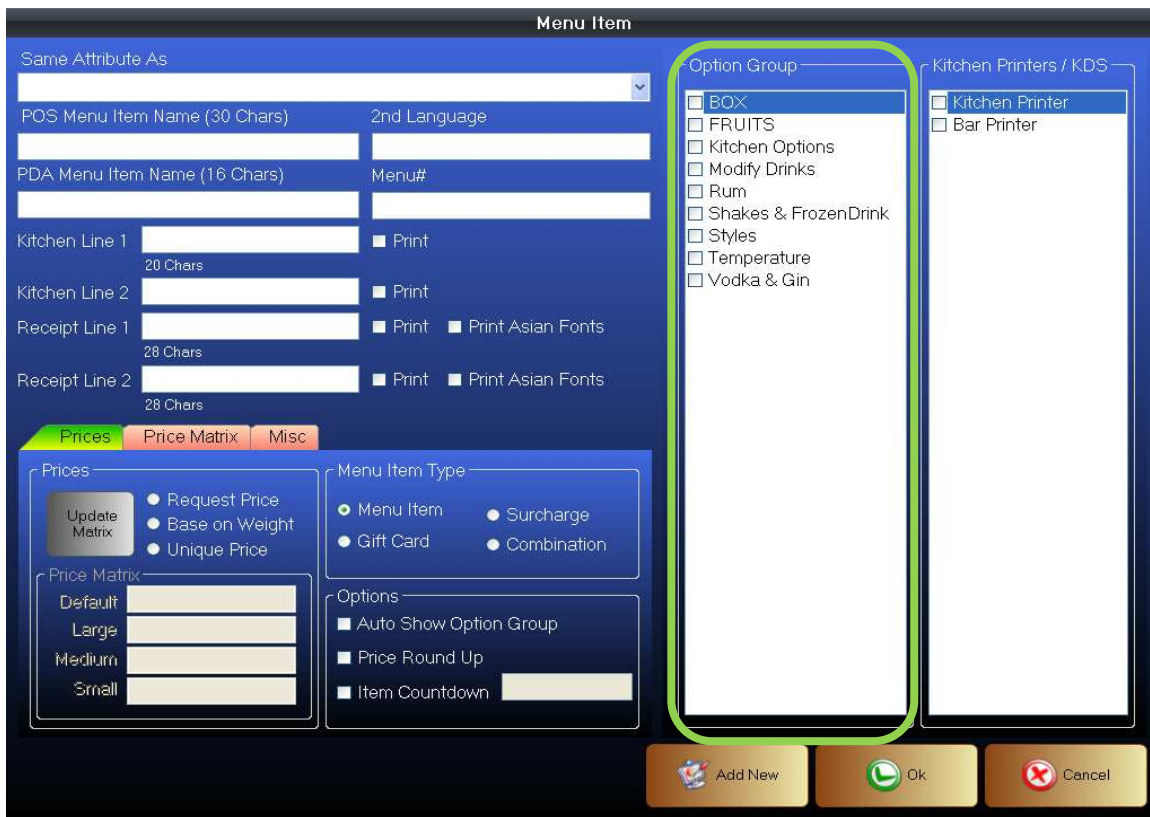 Menu Item
Same Attribute As
POS Menu Item Name (30 Chars)
2nd Language
PDA Menu Item Name (16 Chars)
Menu#
Kitchen Line 1
Print
20 Chars
Kitchen Line 2
Print
Receipt Line 1
Print
Print Asian Fonts
28 Chars
Receipt Line 2
Print
Print Asian Fonts
28 Chars
Prices
Price Matrix
Misc
Prices
Update
Matrix
Request Price
Base on Weight
Unique Price
Price Matrix
Default
Large
Medium
Small
Menu Item Type
Menu Item
Surcharge
Gift Card
Combination
Options
Auto Show Option Group
Price Round Up
Item Countdown
Option Group
BOX
FRUITS
Kitchen Options
Modify Drinks
Rum
Shakes & FrozenDrink
Styles
Temperature
Vodka & Gin
Kitchen Printers / KDS
Kitchen Printer
Bar Printer
Add New
Ok
Cancel